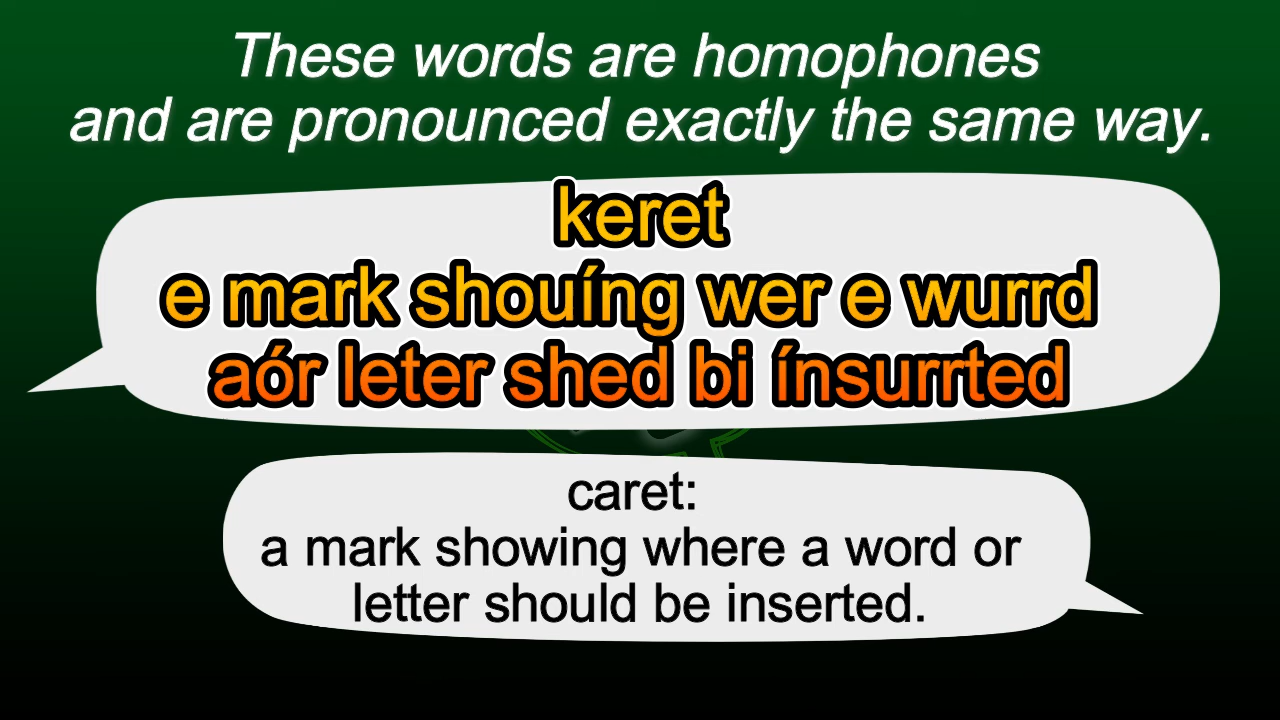 These words are homophones
and are pronounced exactly the same way.
keret
e mark shouíng wer e wurrd
aór leter shed bi ínsurrted
caret:
a mark showing where a word or
letter should be inserted.